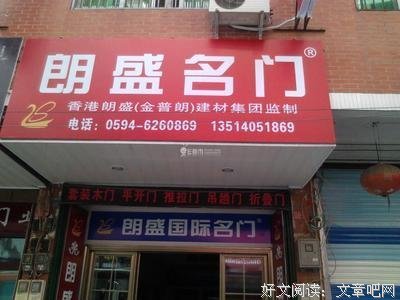 朗盛名门®
香港朗盛(金普朗)建材集团监制
电话：0594-6260869 13514051869
套装木门 平开门 推拉门 吊趟门 折叠门
朗盛国际名门
朗盛
好文阅读：文章吧网